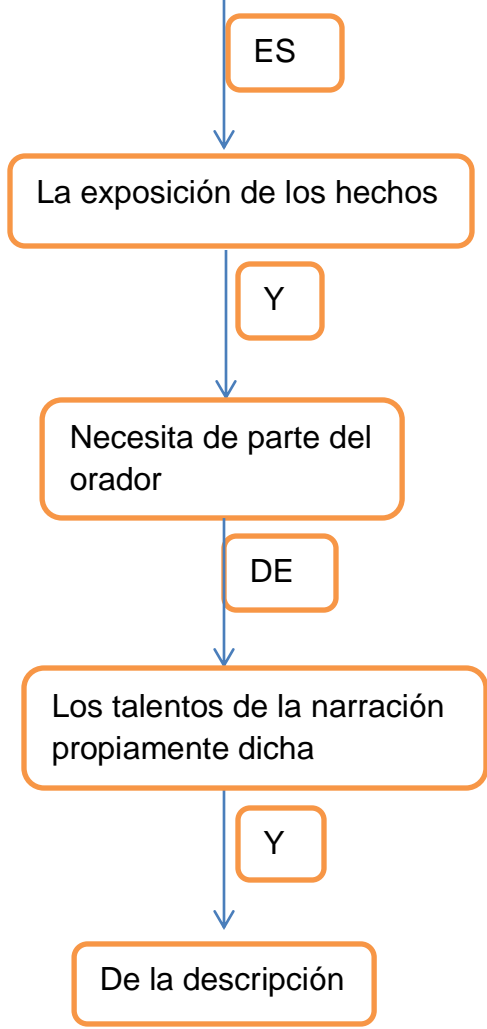 ES
La exposición de los hechos
Y
Necesita de parte del
orador
DE
Los talentos de la narración
propiamente dicha
Y
De la descripción